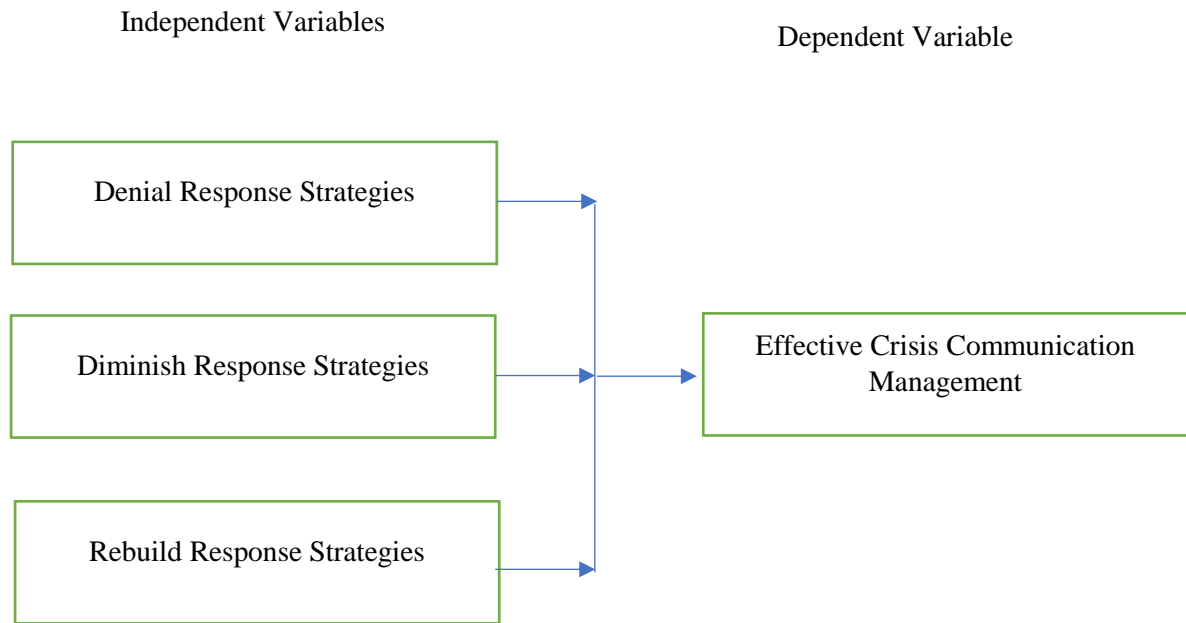 Independent Variables
Dependent Variable
Denial Response Strategies
Diminish Response Strategies
Effective Crisis Communication
Management
Rebuild Response Strategies